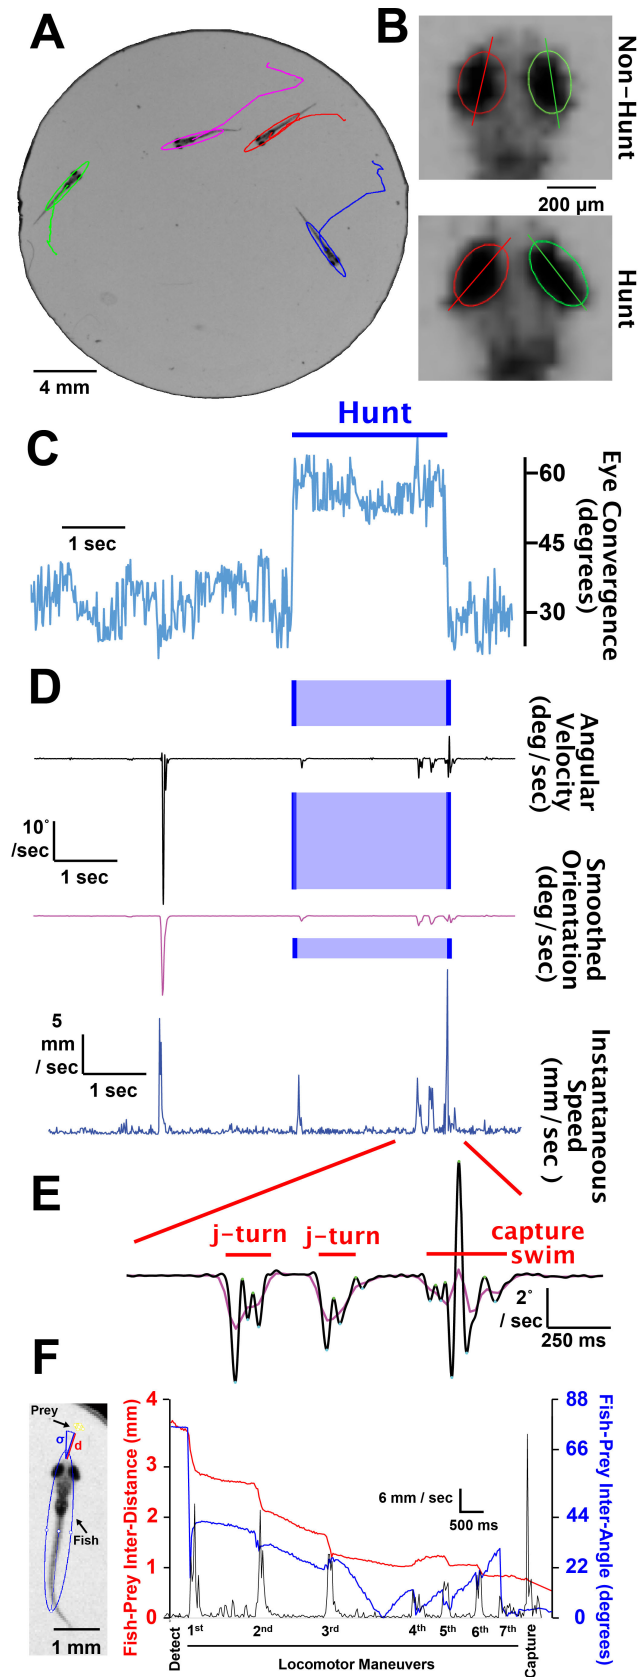 A
4 mm
B
Non-Hunt
200 µm
Hunt
C
Hunt
1 sec
60
45
30
Eye Convergence
(degrees)
D
Angular
Velocity
(deg/sec)
10°
/sec
1 sec
Smoothed
Orientation
(deg/sec)
5
mm
/ sec
1 sec
Instantaneous
Speed
(mm/sec )
E
j-turn
j-turn
capture
swim
2°
/ sec
250 ms
F
Prey
σ
d
Fish
1 mm
Fish-Prey Inter-Distance (mm)
4
3
2
1
0
88
66
44
22
0
Fish-Prey Inter-Angle (degrees)
6 mm / sec
500 ms
Detect
1st
2nd
3rd
4th
5th
6th
7th
Capture
Locomotor Maneuvers